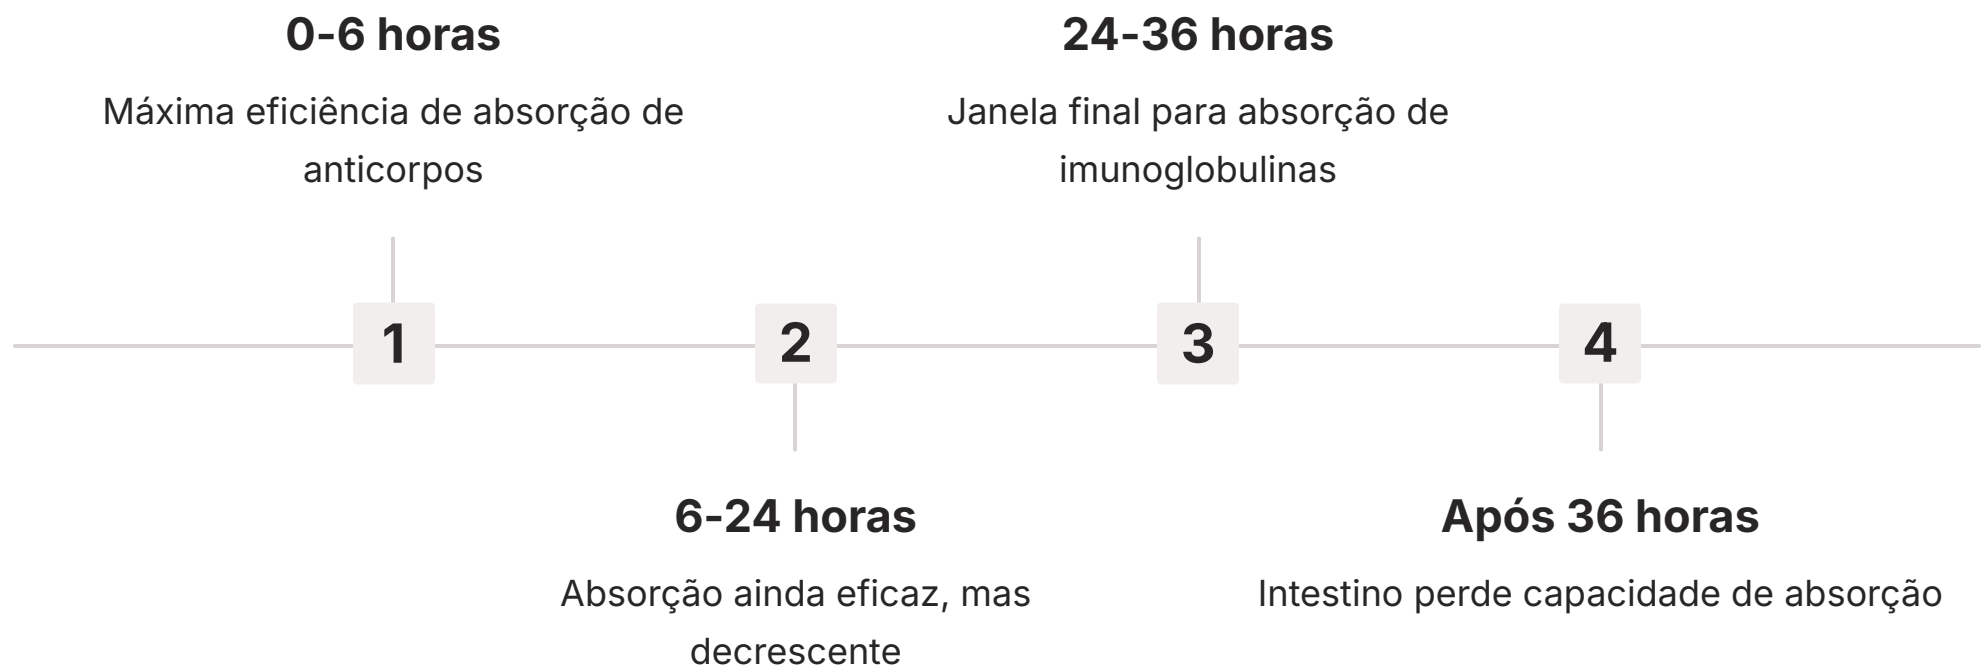 0-6 horas
Máxima eficiência de absorção de
anticorpos
24-36 horas
Janela final para absorção de
imunoglobulinas
1
2
3
4
6-24 horas
Absorção ainda eficaz, mas
decrescente
Após 36 horas
Intestino perde capacidade de absorção